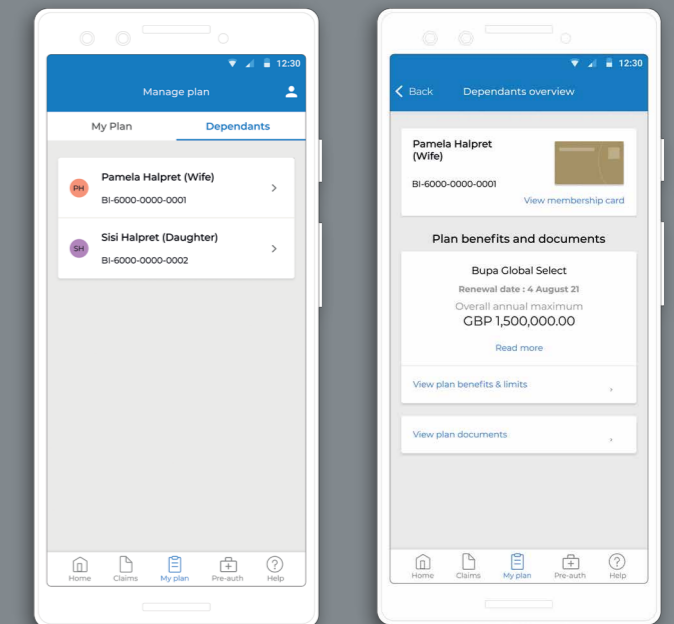 12:30
Manage plan
My Plan Dependants
PH
Pamela Halpret (Wife)
BI-6000-0000-0001
SH
Sisi Halpret (Daughter)
BI-6000-0000-0002
Home Claims My plan Pre-auth Help
12:30
Back Dependants overview
Pamela Halpret
(Wife)
BI-6000-0000-0001
View membership card
Plan benefits and documents
Bupa Global Select
Renewal date : 4 August 21
Overall annual maximum
GBP 1,500,000.00
Read more
View plan benefits & limits
View plan documents
Home Claims My plan Pre-auth Help